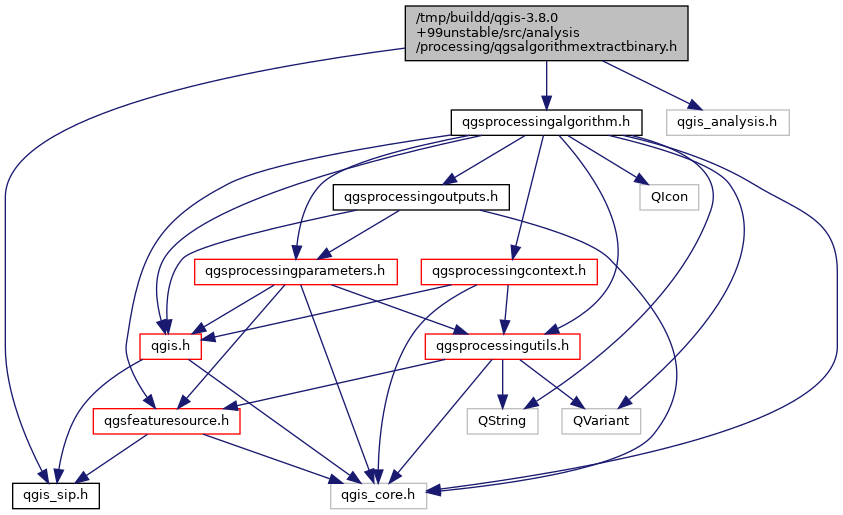 /tmp/buildd/qgis-3.8.0
+99unstable/src/analysis
/processing/qgsalgorithmextractbinary.h
qgsprocessingalgorithm.h
qgis_analysis.h
qgsprocessingoutputs.h
QIcon
qgsprocessingparameters.h
qgsprocessingcontext.h
qgis.h
qgsprocessingutils.h
qgsfeaturesource.h
QString
QVariant
qgis_sip.h
qgis_core.h